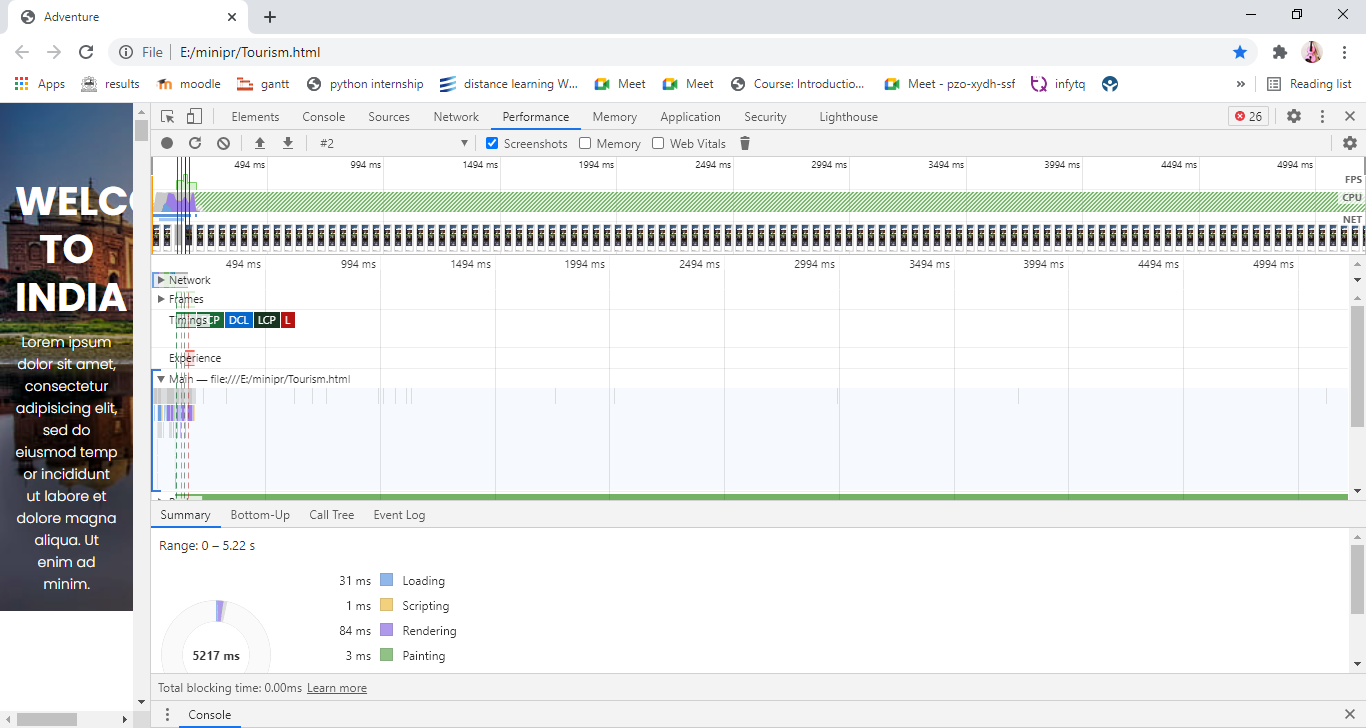 Adventure
File E:/minipr/Tourism.html
Apps results moodle gantt python internship distance learning W... Meet Meet Course: Introductio... Meet - pzo-xydh-ssf infytq » Reading list
WELCO
TO
INDIA
Lorem ipsum
dolor sit amet,
consectetur
adipisicing elit,
sed do
eiusmod temp
or incididunt
ut labore et
dolore magna
aliqua. Ut
enim ad
minim.
Elements Console Sources Network Performance Memory Application Security Lighthouse 26
#2 Screenshots Memory Web Vitals
494 ms 994 ms 1494 ms 1994 ms 2494 ms 2994 ms 3494 ms 3994 ms 4494 ms 4994 ms
FPS
CPU
NET
494 ms 994 ms 1494 ms 1994 ms 2494 ms 2994 ms 3494 ms 3994 ms 4494 ms 4994 ms
Network
Frames
Timings CP DCL LCP L
Experience
Main — file:///E:/minipr/Tourism.html
Summary Bottom-Up Call Tree Event Log
Range: 0 – 5.22 s
31 ms Loading
1 ms Scripting
84 ms Rendering
3 ms Painting
5217 ms
Total blocking time: 0.00ms Learn more
Console